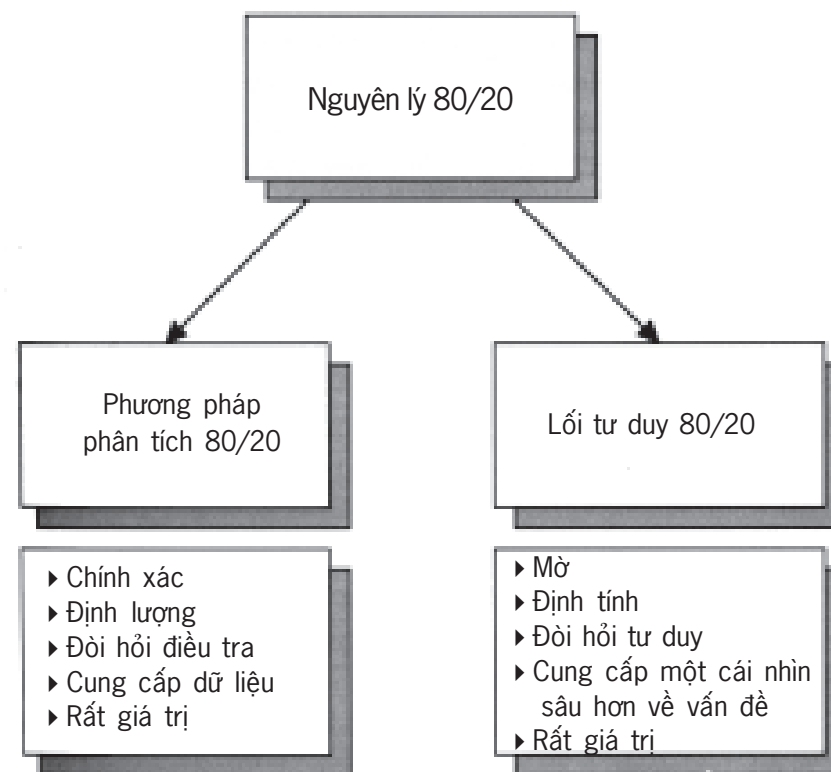 Nguyên lý 80/20
Phương pháp
phân tích 80/20
Lối tư duy 80/20
Chính xác
Định lượng
Đòi hỏi điều tra
Cung cấp dữ liệu
Rất giá trị
Mờ
Định tính
Đòi hỏi tư duy
Cung cấp một cái nhìn
sâu hơn về vấn đề
Rất giá trị